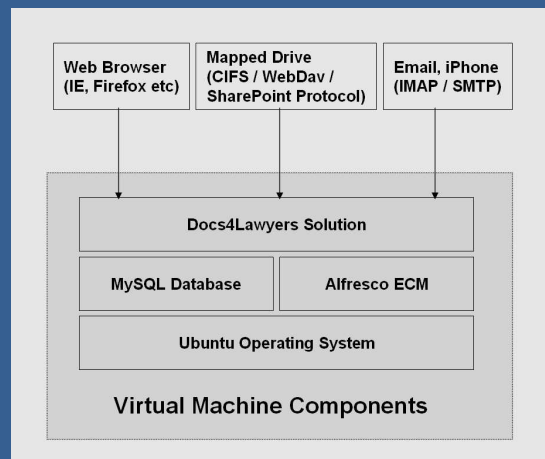 Web Browser
(IE, Firefox etc)
Mapped Drive
(CIFS / WebDav /
SharePoint Protocol)
Email, iPhone
(IMAP / SMTP)
Docs4Lawyers Solution
MySQL Database
Alfresco ECM
Ubuntu Operating System
Virtual Machine Components